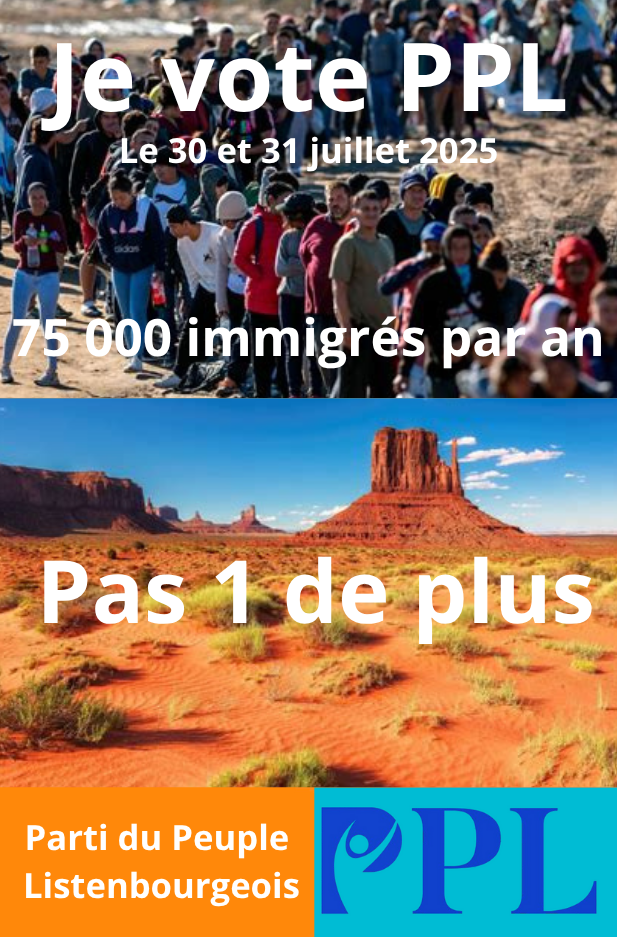 Je vote PPL
Le 30 et 31 juillet 2025
75 000 immigrés par an
Pas 1 de plus
Parti du Peuple
Listenbourgeois
PPL
adidas